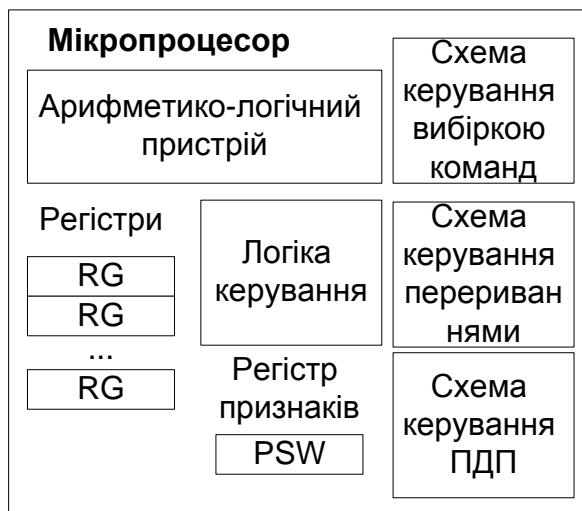 Мікропроцесор
Арифметико-логічний
пристрій
Схема
керування
вибіркою
команд
Регістри
RG
RG
...
RG
Логіка
керування
Схема
керування
перериван
нями
Регістр
признаків
PSW
Схема
керування
ПДП